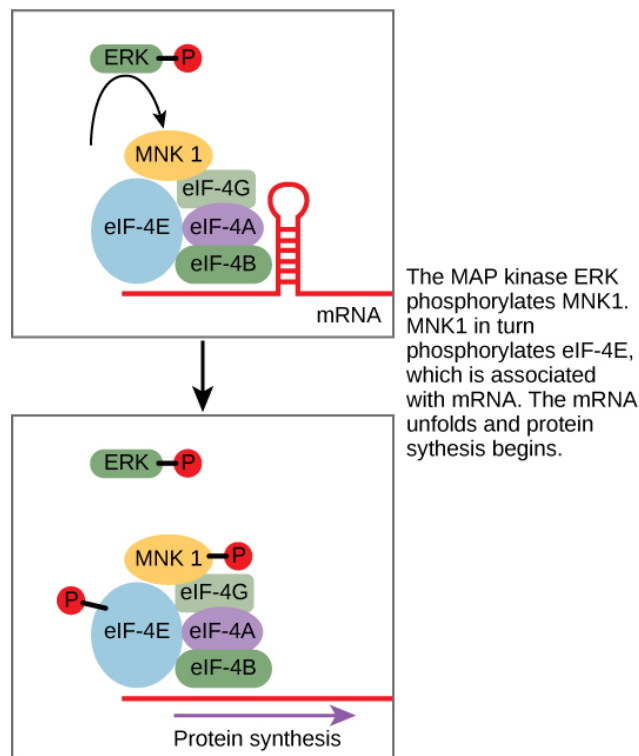 ERK P
MNK 1
eIF-4G
eIF-4E eIF-4A
eIF-4B
mRNA
The MAP kinase ERK
phosphorylates MNK1.
MNK1 in turn
phosphorylates eIF-4E,
which is associated
with mRNA. The mRNA
unfolds and protein
sythesis begins.
ERK P
MNK 1 P
P
eIF-4G
eIF-4E eIF-4A
eIF-4B
Protein synthesis